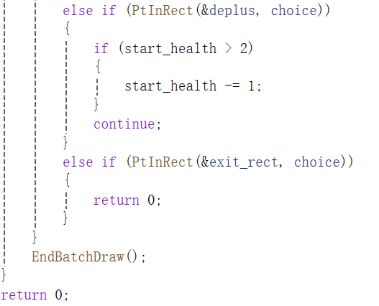 else if (PtInRect(&deplus, choice))
{
if (start_health > 2)
{
start_health -= 1;
}
continue;
}
else if (PtInRect(&exit_rect, choice))
{
return 0;
}
}
EndBatchDraw();
}
return 0;